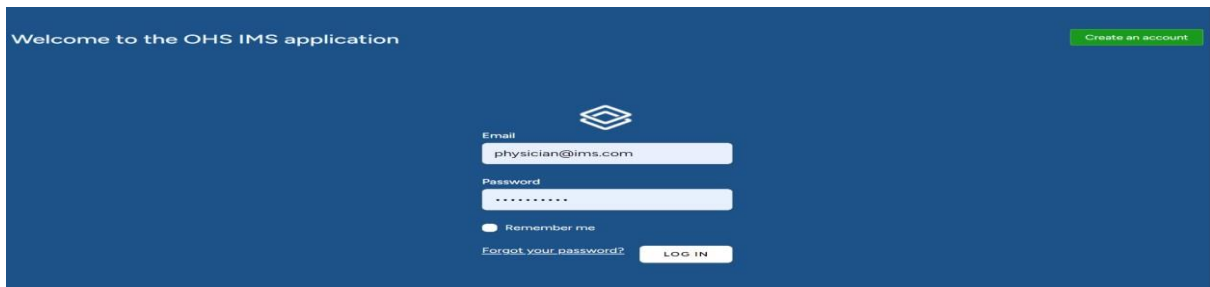 Welcome to the OHS IMS application
Create an account
Email
physician@ims.com
Password
••••••••••
Remember me
Forgot your password?
LOG IN